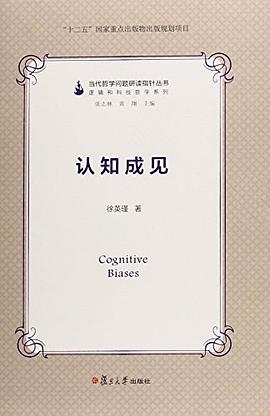 “十二五”国家重点出版物出版规划项目
当代哲学问题研读指针丛书
逻辑和科技哲学系列
张志林 黄翔 主编
认知成见
徐英瑾 著
Cognitive
Biases
复旦大学出版社